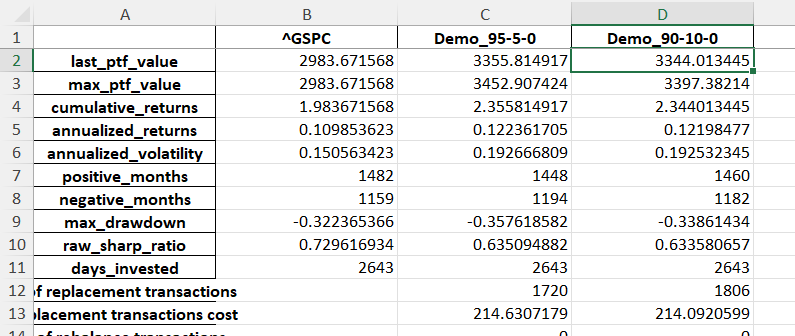 A B C D
1 ^GSPC Demo_95-5-0 Demo_90-10-0
2 last_ptf_value 2983.671568 3355.814917 3344.013445
3 max_ptf_value 2983.671568 3452.907424 3397.38214
4 cumulative_returns 1.983671568 2.355814917 2.344013445
5 annualized_returns 0.109853623 0.122361705 0.12198477
6 annualized_volatility 0.150563423 0.192666809 0.192532345
7 positive_months 1482 1448 1460
8 negative_months 1159 1194 1182
9 max_drawdown -0.322365366 -0.357618582 -0.33861434
10 raw_sharp_ratio 0.729616934 0.635094882 0.633580657
11 days_invested 2643 2643 2643
12 of replacement transactions 1720 1806
13 placement transactions cost 214.6307179 214.0920599
14 of rebalance transactions 0 0